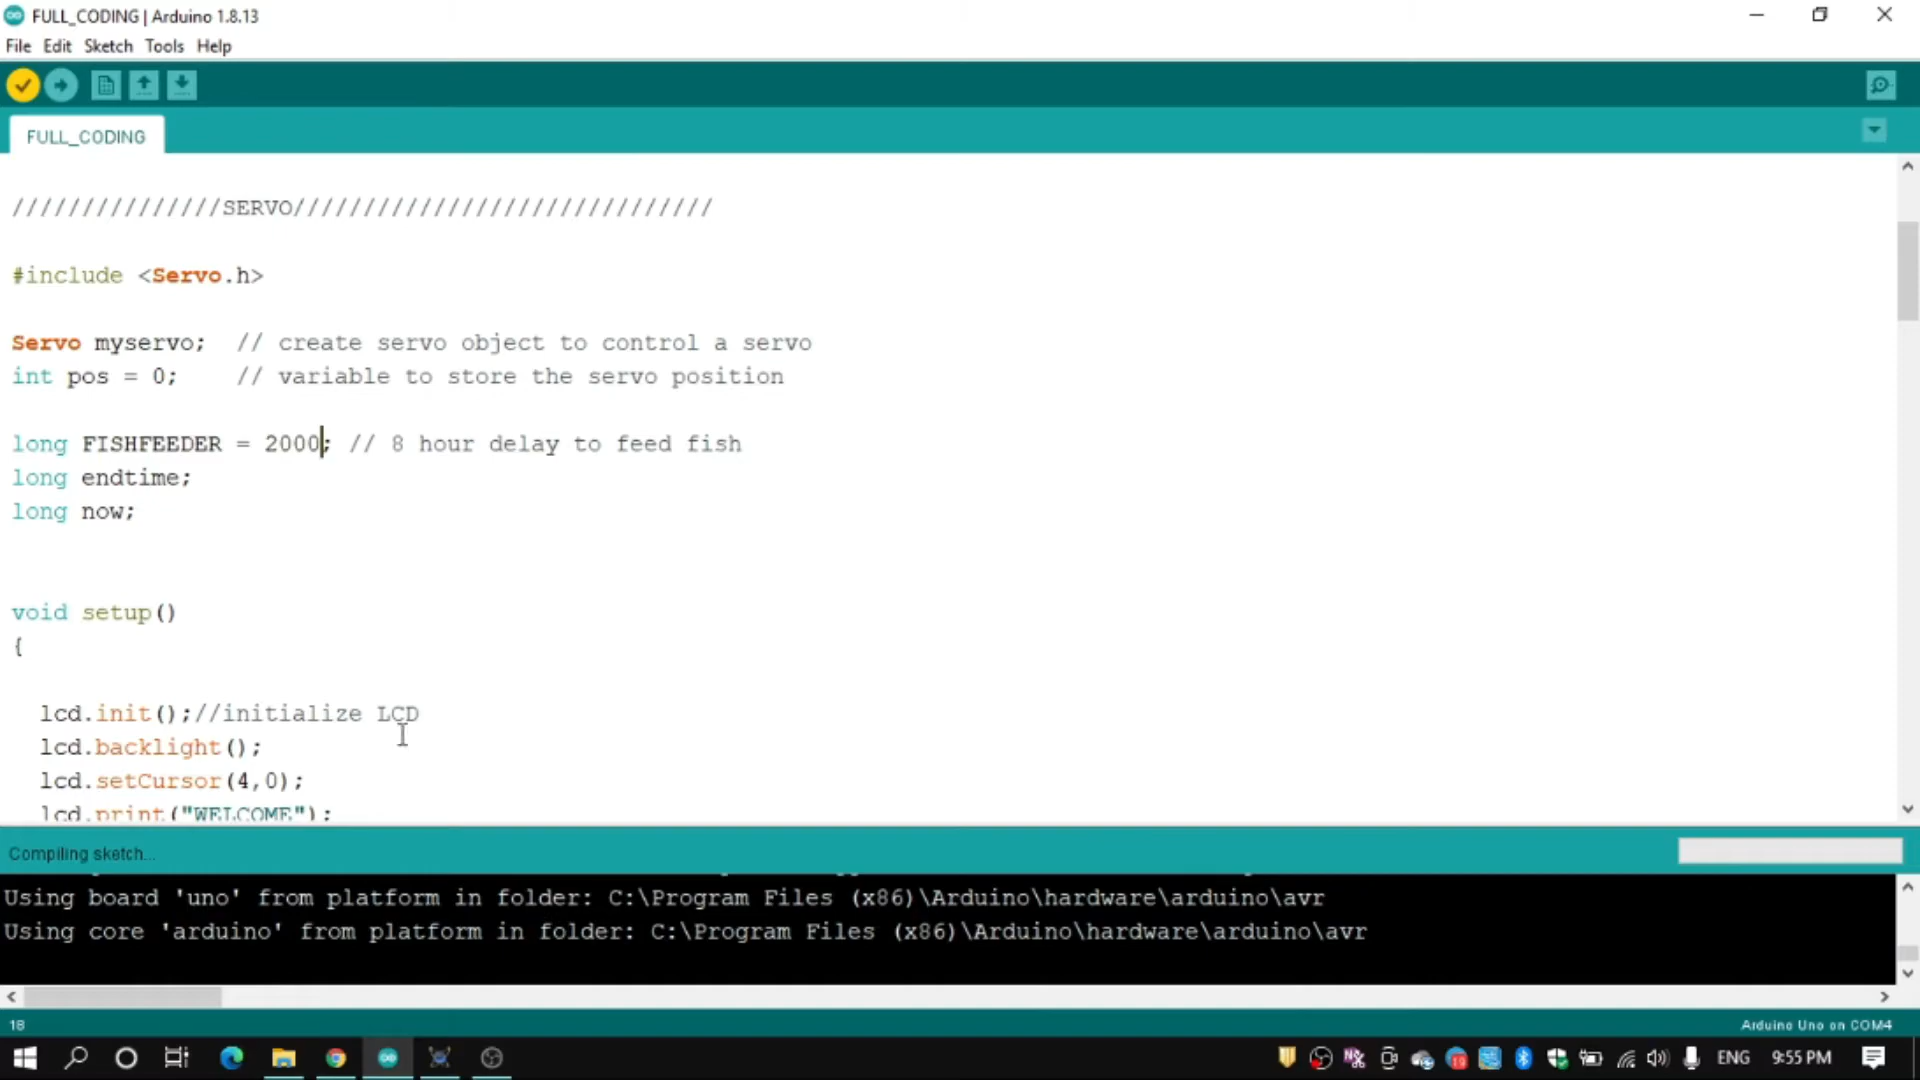 FULL_CODING | Arduino 1.8.13
File Edit Sketch Tools Help
FULL_CODING
///////////////SERVO//////////////////////////////
#include <Servo.h>
Servo myservo;  // create servo object to control a servo
int pos = 0;    // variable to store the servo position
long FISHFEEDER = 2000; // 8 hour delay to feed fish
long endtime;
long now;
void setup()
{
lcd.init();//initialize LCD
lcd.backlight();
lcd.setCursor(4,0);
lcd.print("WELCOME");
Compiling sketch...
Using board 'uno' from platform in folder: C:\Program Files (x86)\Arduino\hardware\arduino\avr
Using core 'arduino' from platform in folder: C:\Program Files (x86)\Arduino\hardware\arduino\avr
18
Arduino Uno on COM4
ENG 9:55 PM